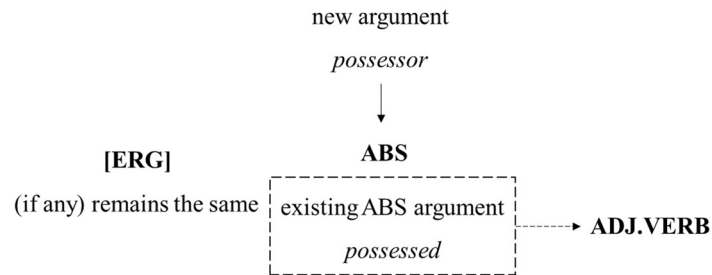 new argument
possessor
[ERG]
ABS
(if any) remains the same
existing ABS argument
possessed
ADJ.VERB